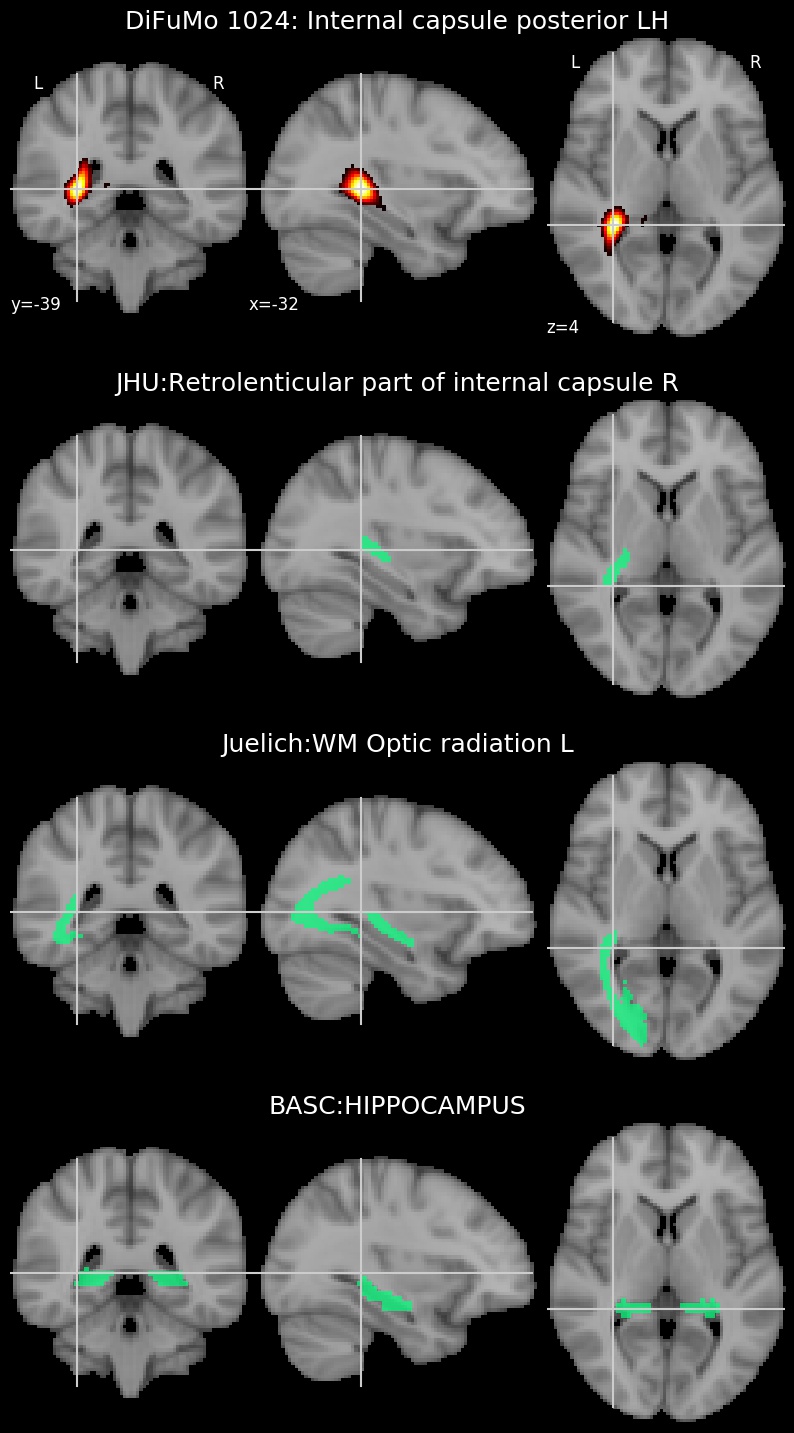 DiFuMo 1024: Internal capsule posterior LH
L R L R
y=-39 x=-32 z=4
JHU:Retrolenticular part of internal capsule R
Juelich:WM Optic radiation L
BASC:HIPPOCAMPUS